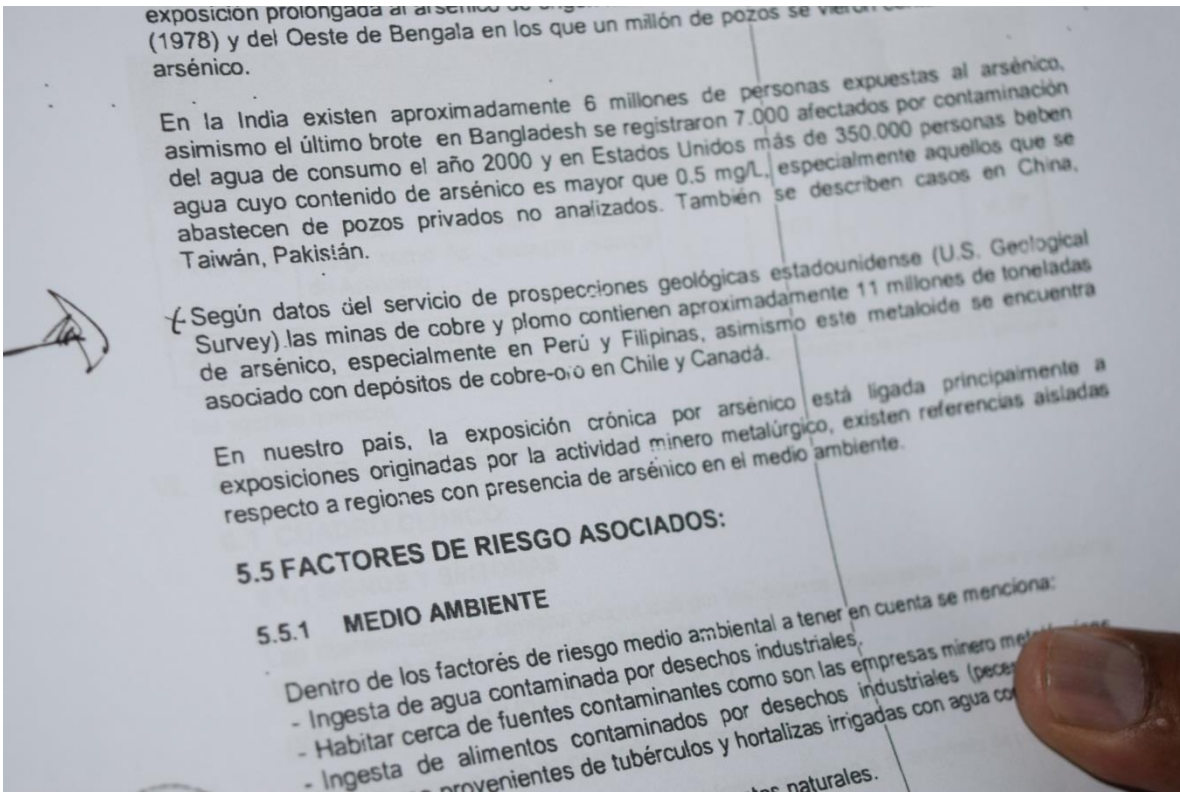 exposición prolongada al arsénico de
(1978) y del Oeste de Bengala en los que un millón de pozos se vieron
arsénico.
En la India existen aproximadamente 6 millones de personas expuestas al arsénico,
asimismo el último brote en Bangladesh se registraron 7.000 afectados por contaminación
del agua de consumo el año 2000 y en Estados Unidos más de 350.000 personas beben
agua cuyo contenido de arsénico es mayor que 0.5 mg/L, especialmente aquellos que se
abastecen de pozos privados no analizados. También se describen casos en China,
Taiwán, Pakistán.
Según datos del servicio de prospecciones geológicas estadounidense (U.S. Geological
Survey) las minas de cobre y plomo contienen aproximadamente 11 millones de toneladas
de arsénico, especialmente en Perú y Filipinas, asimismo este metaloide se encuentra
asociado con depósitos de cobre-oro en Chile y Canadá.
En nuestro país, la exposición crónica por arsénico está ligada principalmente a
exposiciones originadas por la actividad minero metalúrgico, existen referencias aisladas
respecto a regiones con presencia de arsénico en el medio ambiente.
5.5 FACTORES DE RIESGO ASOCIADOS:
5.5.1 MEDIO AMBIENTE
Dentro de los factores de riesgo medio ambiental a tener en cuenta se menciona:
- Ingesta de agua contaminada por desechos industriales.
- Habitar cerca de fuentes contaminantes como son las empresas minero
- Ingesta de alimentos contaminados por desechos industriales
provenientes de tubérculos y hortalizas irrigadas con agua
naturales.